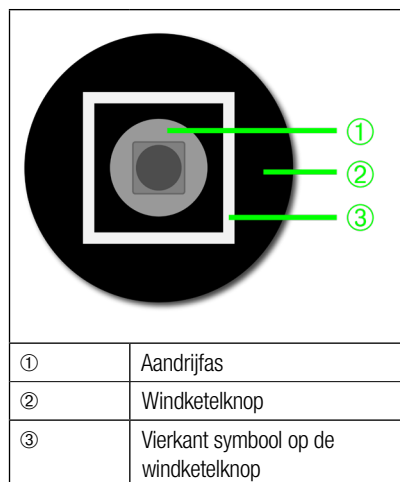 ①
②
③
① Aandrijfas
② Windketelknop
③ Vierkant symbool op de
windketelknop